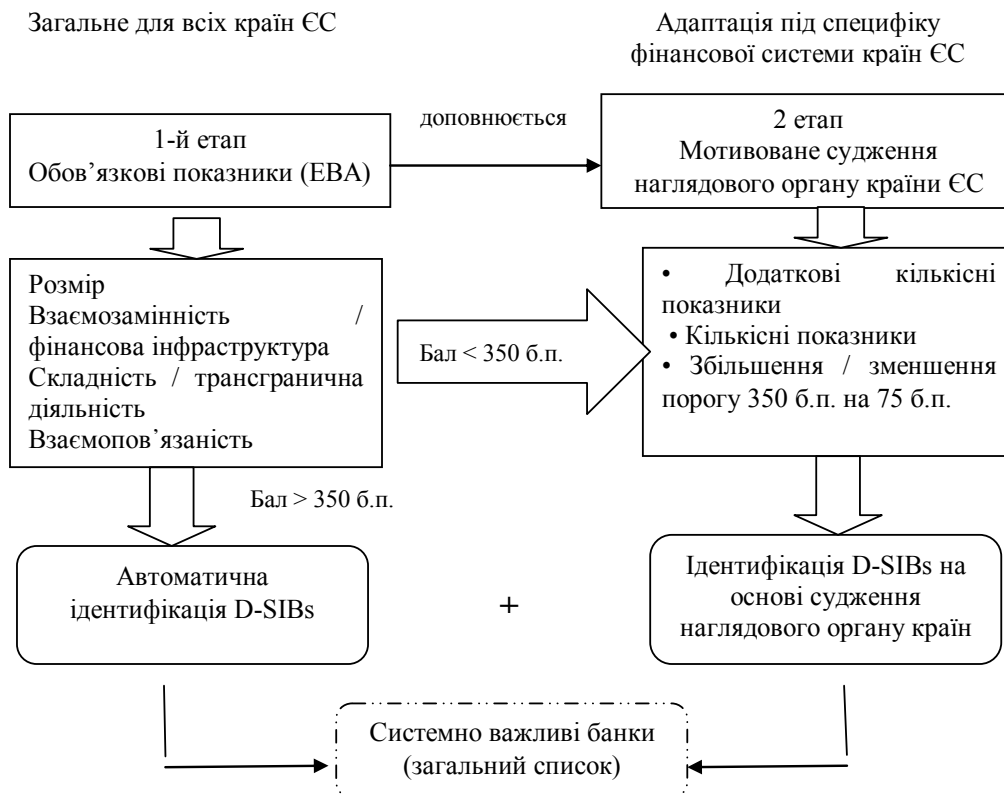 Загальне для всіх країн ЄС
Адаптація під специфіку
фінансової системи країн ЄС
1-й етап
Обов’язкові показники (EBA)
доповнюється
2 етап
Мотивоване судження
наглядового органу країни ЄС
Розмір
Взаємозамінність /
фінансова інфраструктура
Складність / трансгранична
діяльність
Взаємопов’язаність
Бал < 350 б.п.
• Додаткові кількісні
показники
• Кількісні показники
• Збільшення / зменшення
порогу 350 б.п. на 75 б.п.
Бал > 350 б.п.
Автоматична
ідентифікація D-SIBs
+
Ідентифікація D-SIBs на
основі судження
наглядового органу країн
Системно важливі банки
(загальний список)